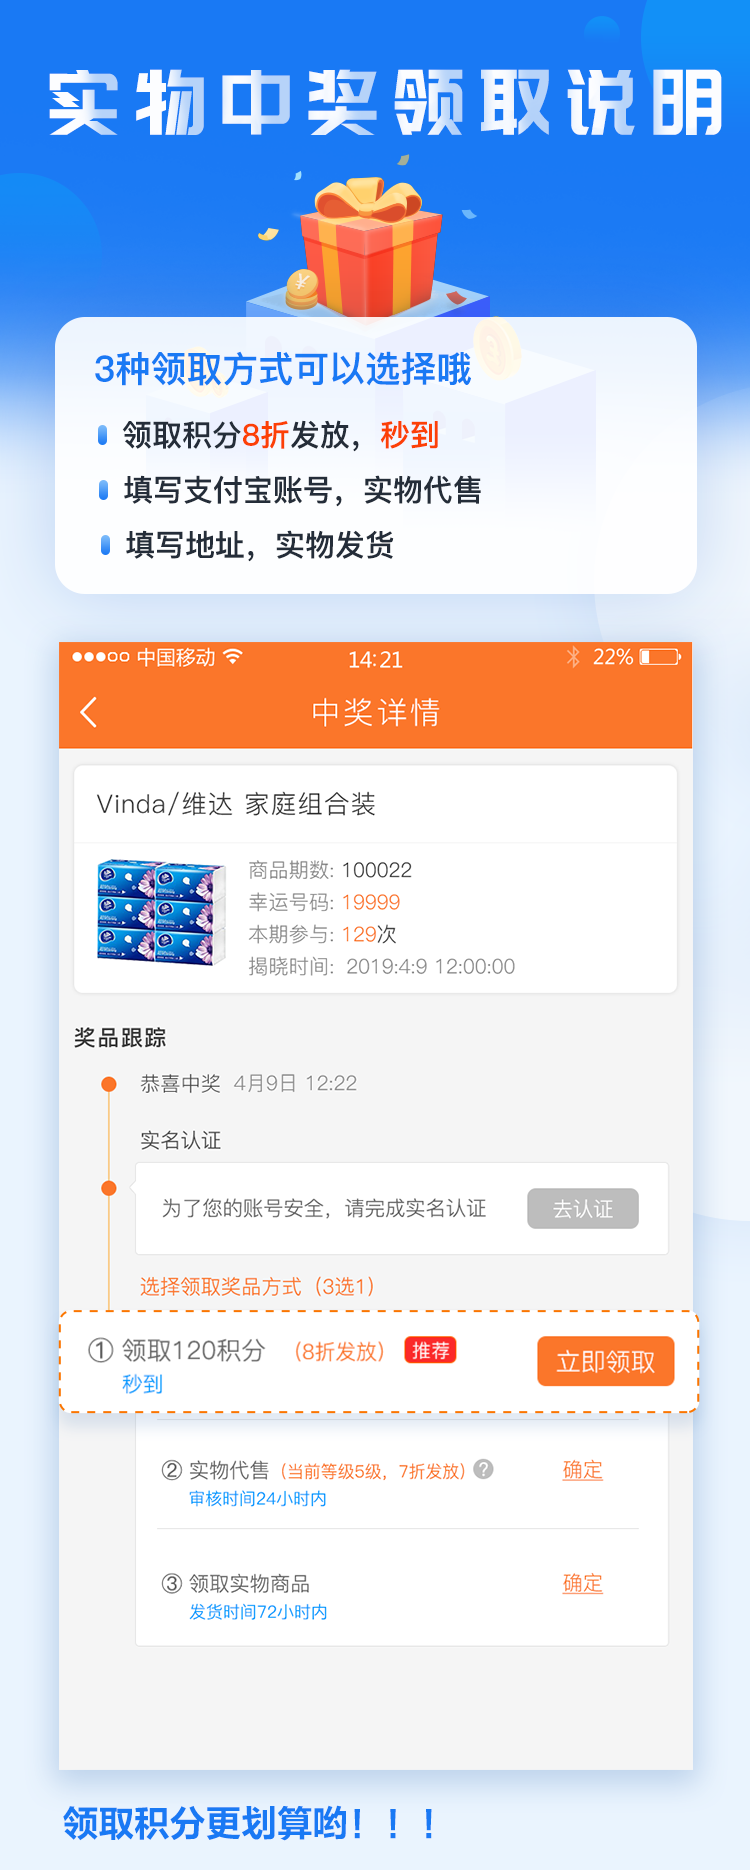 实物中奖领取说明
3种领取方式可以选择哦
领取积分8折发放，秒到
填写支付宝账号，实物代售
填写地址，实物发货
中国移动 14:21 22%
中奖详情
Vinda/维达 家庭组合装
商品期数: 100022
幸运号码: 19999
本期参与: 129次
揭晓时间: 2019:4:9 12:00:00
奖品跟踪
恭喜中奖 4月9日 12:22
实名认证
为了您的账号安全，请完成实名认证 去认证
选择领取奖品方式（3选1）
① 领取120积分 （8折发放） 推荐 立即领取
秒到
② 实物代售（当前等级5级，7折发放） ? 确定
审核时间24小时内
③ 领取实物商品 确定
发货时间72小时内
领取积分更划算哟！！！